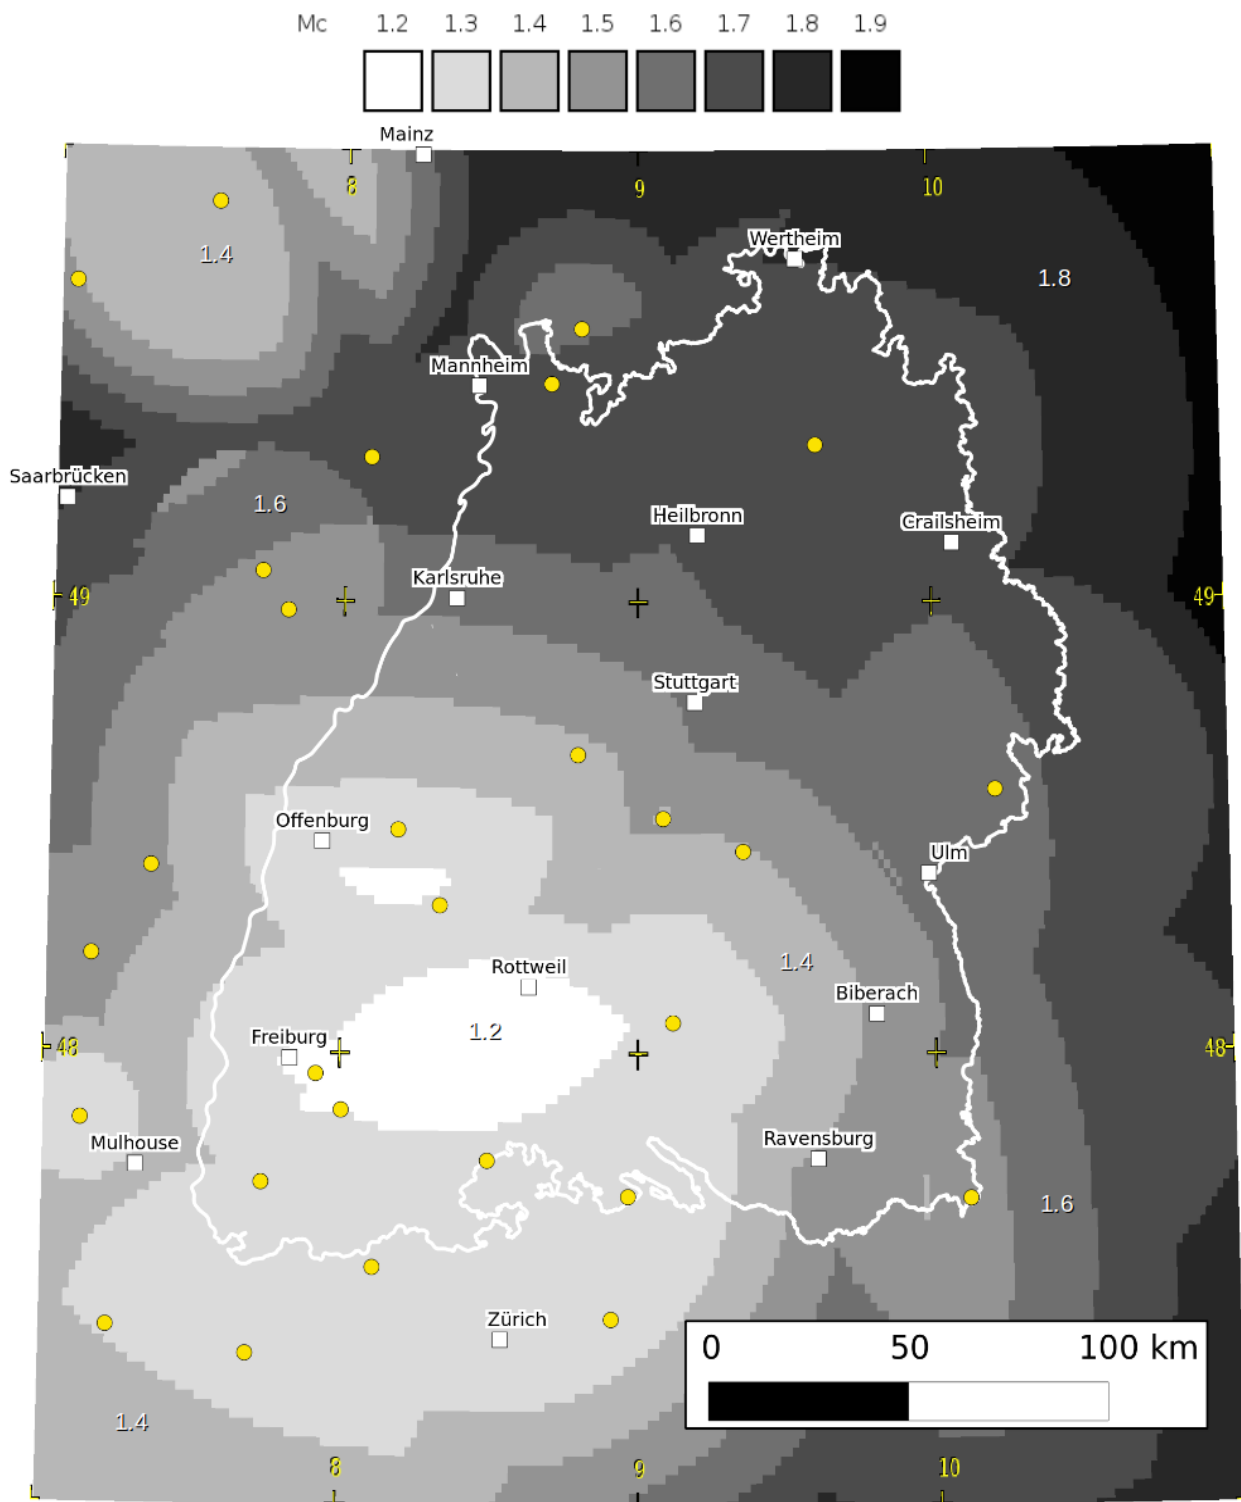 Mc 1.2 1.3 1.4 1.5 1.6 1.7 1.8 1.9
Mainz
8 9 10
1.4
Wertheim
1.8
Mannheim
Saarbrücken
1.6
Heilbronn
Crailsheim
Karlsruhe
49 49
Stuttgart
Offenburg
Ulm
1.4
Rottweil
Biberach
1.2
Freiburg
48 48
Mulhouse
Ravensburg
1.6
Zürich
0 50 100 km
1.4
8 9 10